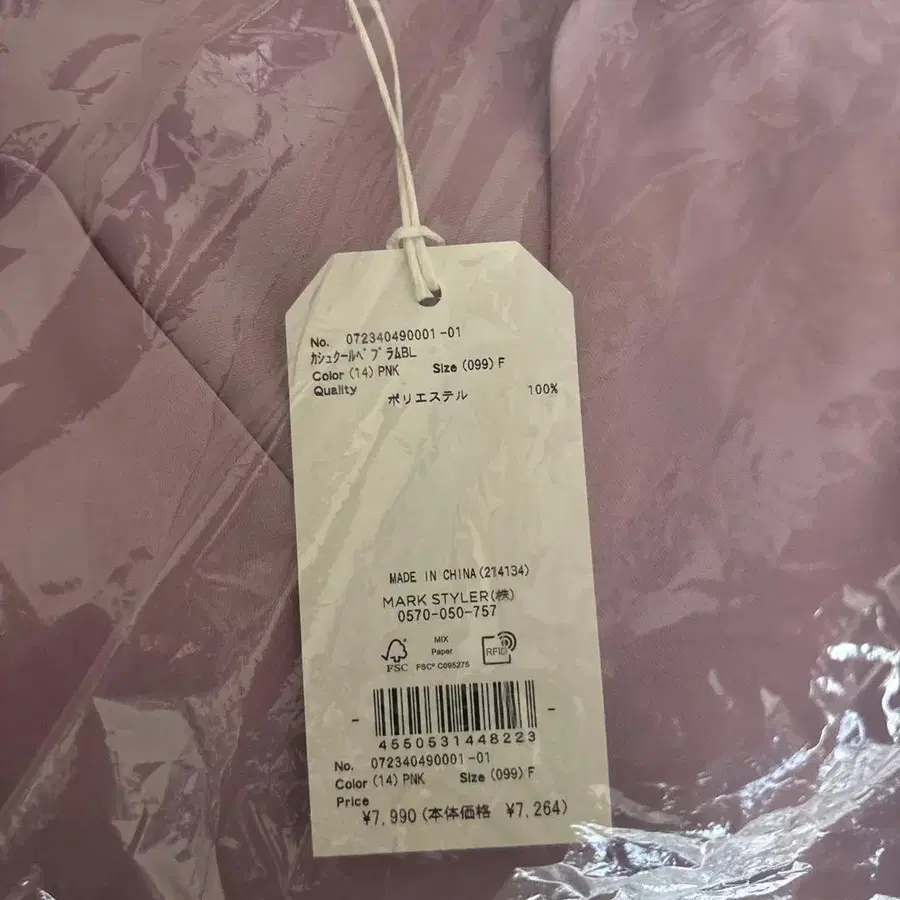 No. 072340490001-01
ｶｼｭｸｰﾙﾍﾟﾌﾟﾗﾑBL
Color (14) PNK Size (099) F
Quality
ポリエステル 100%
MADE IN CHINA(214134)
MARK STYLER(株)
0570-050-757
MIX
Paper
FSC FSC® C095275
RFID
4550531448223
No. 072340490001-01
Color (14) PNK Size (099) F
Price
¥7,990 (本体価格 ¥7,264)